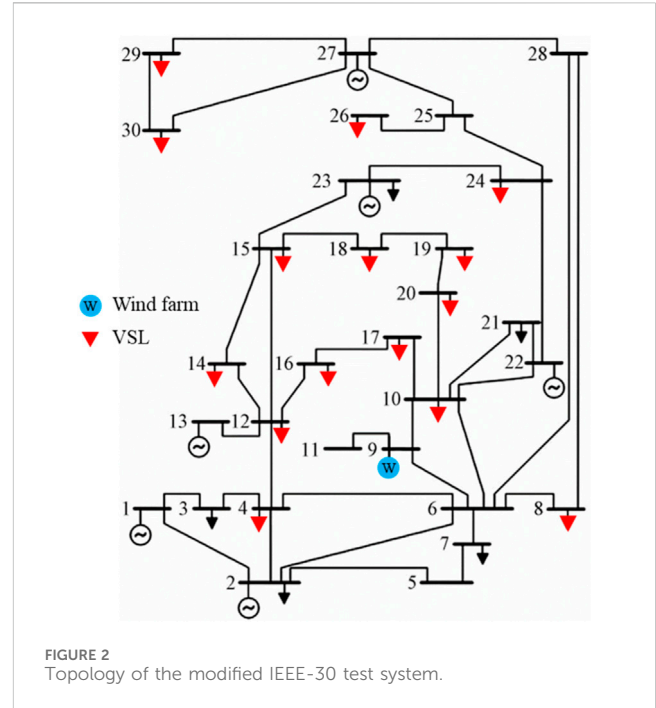 29 27 28
30 26 25
23 24
15 18 19
W Wind farm 20
VSL 21
17
14 16 22
10
13 12
11 9
W
1 3 4 6 8
7
2 5
FIGURE 2
Topology of the modified IEEE-30 test system.